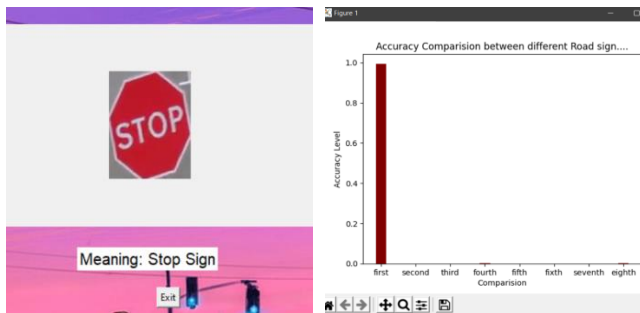 STOP
Meaning: Stop Sign
Exit
Figure 1
Accuracy Comparision between different Road sign....
Accuracy Level
1.0
0.8
0.6
0.4
0.2
0.0
first second third fourth fifth fixth seventh eighth
Comparision